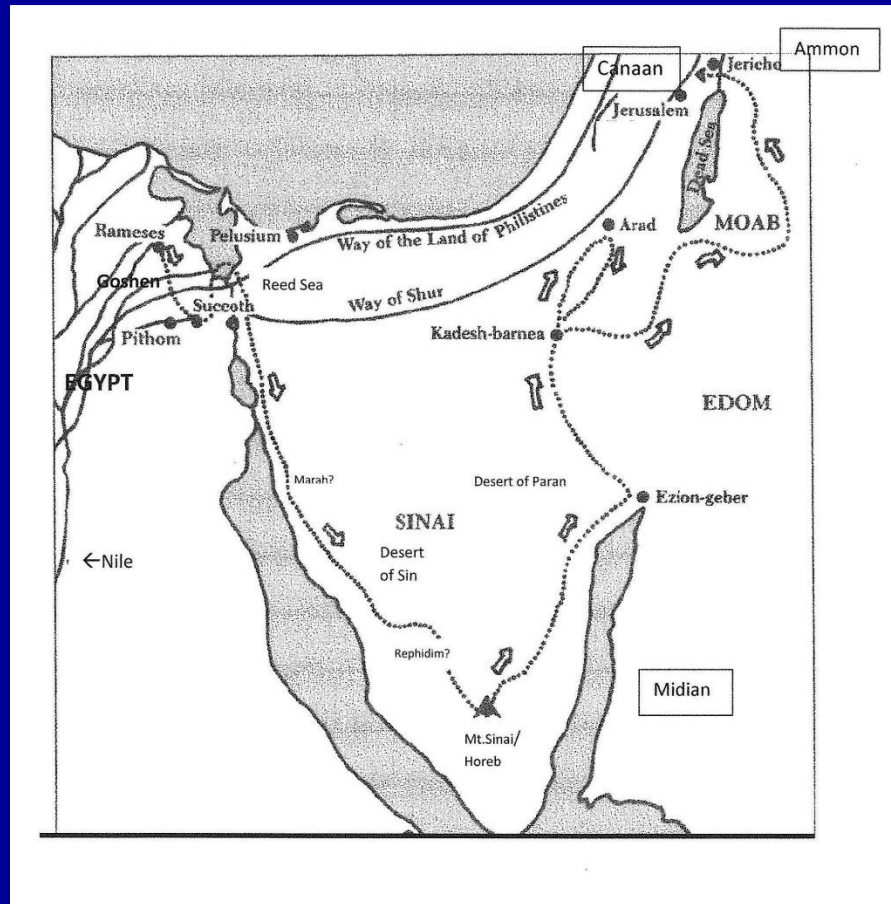 Ammon
Canaan
Jericho
Jerusalem
Dead Sea
Rameses
Pelusium
Way of the Land of Philistines
Arad
MOAB
Goshen
Reed Sea
Succoth
Way of Shur
Pithom
Kadesh-barnea
EGYPT
EDOM
Marah?
Desert of Paran
Ezion-geber
SINAI
←Nile
Desert
of Sin
Rephidim?
Midian
Mt.Sinai/
Horeb